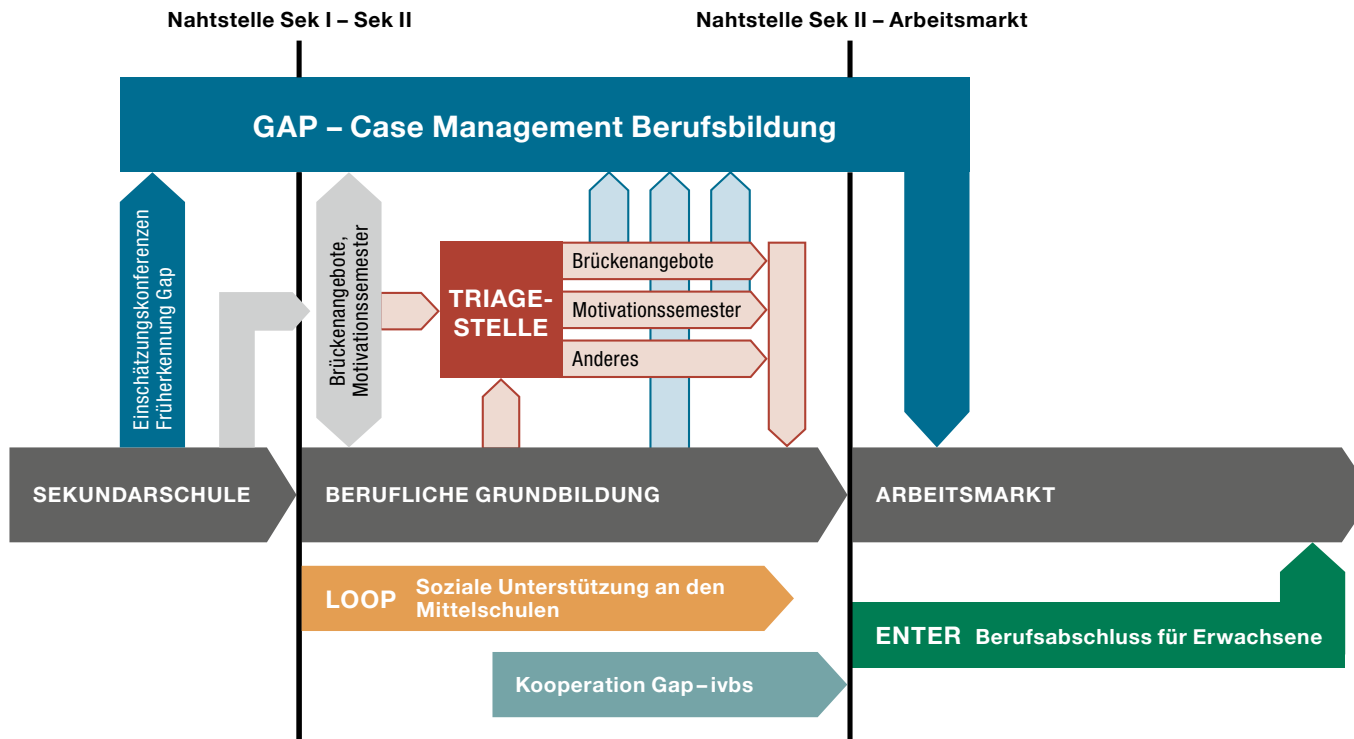 Nahtstelle Sek I – Sek II
Nahtstelle Sek II – Arbeitsmarkt
GAP – Case Management Berufsbildung
Einschätzungskonferenzen
Früherkennung Gap
Brückenangebote,
Motivationssemester
TRIAGE-
STELLE
Brückenangebote
Motivationssemester
Anderes
SEKUNDARSCHULE
BERUFLICHE GRUNDBILDUNG
ARBEITSMARKT
LOOP Soziale Unterstützung an den
Mittelschulen
ENTER Berufsabschluss für Erwachsene
Kooperation Gap–ivbs